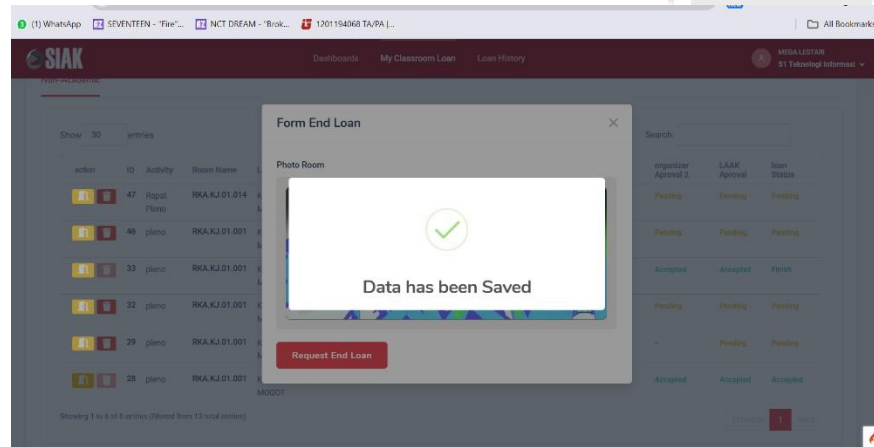 (1) WhatsApp SEVENTEEN - "Fire"... NCT DREAM - "Brok... 1201194068 TA/PA |... All Bookmarks
SIAK Dashboards My Classroom Loan Loan History MEGA LESTARI
S1 Teknologi Informasi
Non-Academic
Form End Loan
Show 30 entries Search:
Photo Room
action ID Activity Room Name organizer Aproval 2 LAAK Aproval loan Status
47 Rapat Pleno RKA.KJ.01.014 Pending Pending Pending
46 pleno RKA.KJ.01.001 Pending Pending Pending
33 pleno RKA.KJ.01.001 Accepted Accepted Finish
Data has been Saved
32 pleno RKA.KJ.01.001 Pending Pending Pending
29 pleno RKA.KJ.01.001 - Pending Pending
Request End Loan
28 pleno RKA.KJ.01.001 Accepted Accepted Accepted
MOOOT
Showing 1 to 6 of 6 entries (filtered from 13 total entries) 1